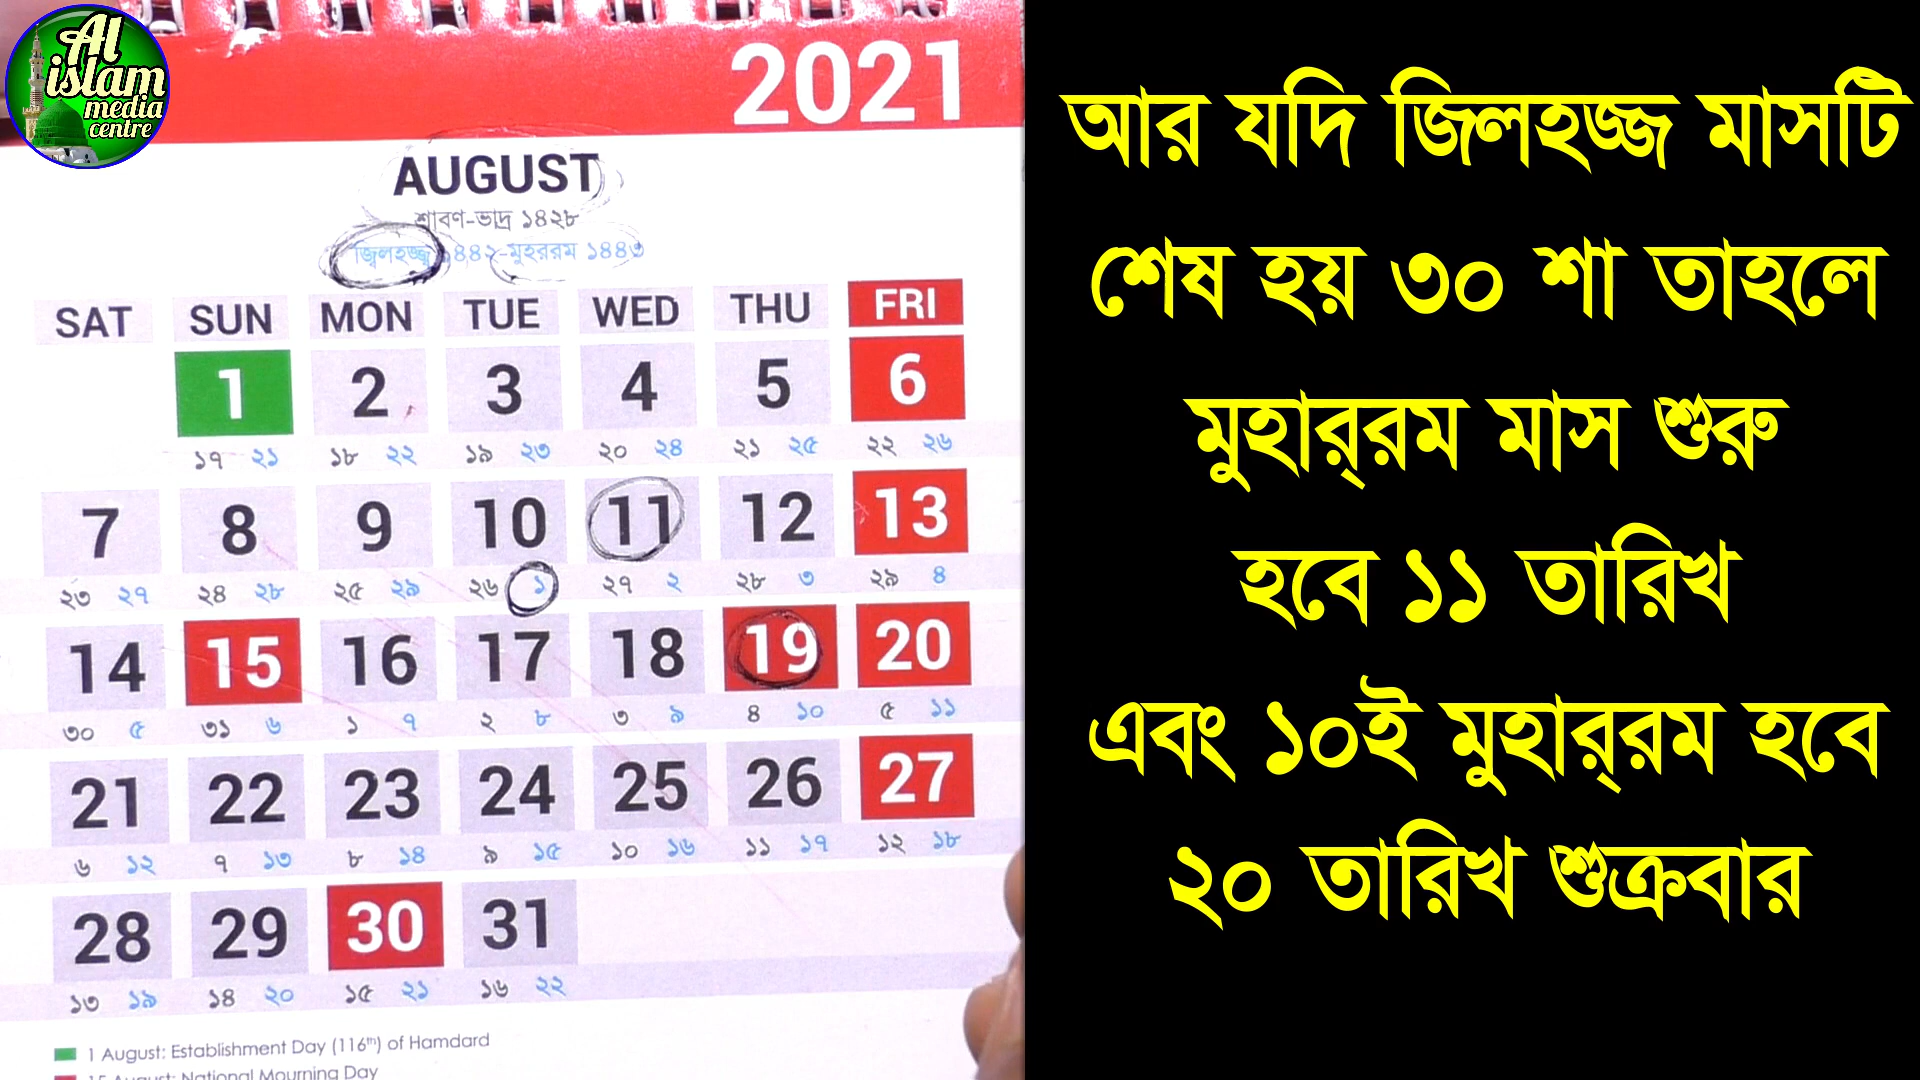 Al
islam
media
centre
2021
AUGUST
শ্রাবণ-ভাদ্র ১৪২৮
জ্বিলহজ্জ্ব ১৪৪২-মুহররম ১৪৪৩
SAT SUN MON TUE WED THU FRI
1 2 3 4 5 6
১৭ ২১ ১৮ ২২ ১৯ ২৩ ২০ ২৪ ২১ ২৫ ২২ ২৬
7 8 9 10 11 12 13
২৩ ২৭ ২৪ ২৮ ২৫ ২৯ ২৬ ১ ২৭ ২ ২৮ ৩ ২৯ ৪
14 15 16 17 18 19 20
৩০ ৫ ৩১ ৬ ১ ৭ ২ ৮ ৩ ৯ ৪ ১০ ৫ ১১
21 22 23 24 25 26 27
৬ ১২ ৭ ১৩ ৮ ১৪ ৯ ১৫ ১০ ১৬ ১১ ১৭ ১২ ১৮
28 29 30 31
১৩ ১৯ ১৪ ২০ ১৫ ২১ ১৬ ২২
1 August: Establishment Day (116th) of Hamdard
15 August: National Mourning Day
আর যদি জিলহজ্জ মাসটি
শেষ হয় ৩০ শা তাহলে
মুহার্‌রম মাস শুরু
হবে ১১ তারিখ
এবং ১০ই মুহার্‌রম হবে
২০ তারিখ শুক্রবার